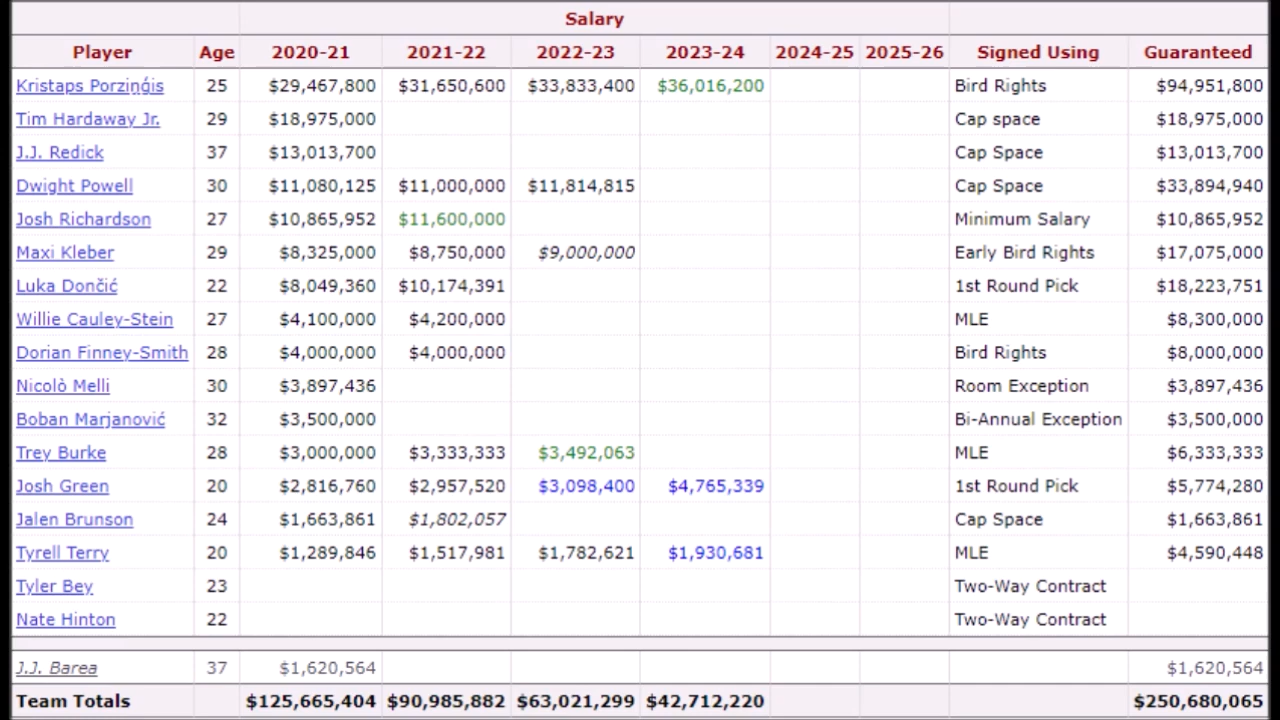 Salary
Player Age 2020-21 2021-22 2022-23 2023-24 2024-25 2025-26 Signed Using Guaranteed
Kristaps Porziņģis 25 $29,467,800 $31,650,600 $33,833,400 $36,016,200 Bird Rights $94,951,800
Tim Hardaway Jr. 29 $18,975,000 Cap space $18,975,000
J.J. Redick 37 $13,013,700 Cap Space $13,013,700
Dwight Powell 30 $11,080,125 $11,000,000 $11,814,815 Cap Space $33,894,940
Josh Richardson 27 $10,865,952 $11,600,000 Minimum Salary $10,865,952
Maxi Kleber 29 $8,325,000 $8,750,000 $9,000,000 Early Bird Rights $17,075,000
Luka Dončić 22 $8,049,360 $10,174,391 1st Round Pick $18,223,751
Willie Cauley-Stein 27 $4,100,000 $4,200,000 MLE $8,300,000
Dorian Finney-Smith 28 $4,000,000 $4,000,000 Bird Rights $8,000,000
Nicolò Melli 30 $3,897,436 Room Exception $3,897,436
Boban Marjanović 32 $3,500,000 Bi-Annual Exception $3,500,000
Trey Burke 28 $3,000,000 $3,333,333 $3,492,063 MLE $6,333,333
Josh Green 20 $2,816,760 $2,957,520 $3,098,400 $4,765,339 1st Round Pick $5,774,280
Jalen Brunson 24 $1,663,861 $1,802,057 Cap Space $1,663,861
Tyrell Terry 20 $1,289,846 $1,517,981 $1,782,621 $1,930,681 MLE $4,590,448
Tyler Bey 23 Two-Way Contract
Nate Hinton 22 Two-Way Contract
J.J. Barea 37 $1,620,564 $1,620,564
Team Totals $125,665,404 $90,985,882 $63,021,299 $42,712,220 $250,680,065